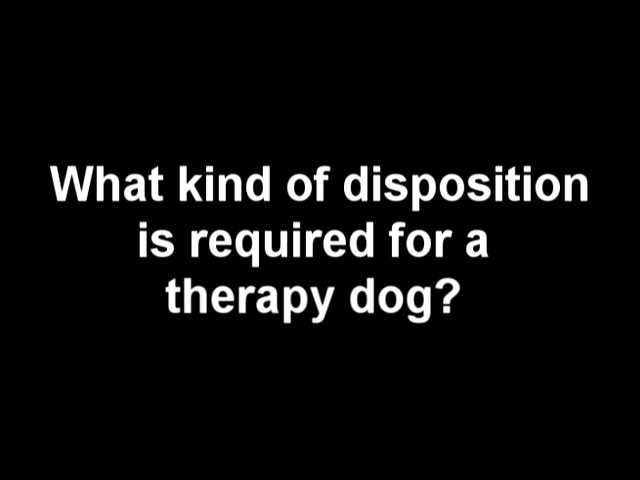 What kind of disposition
is required for a
therapy dog?